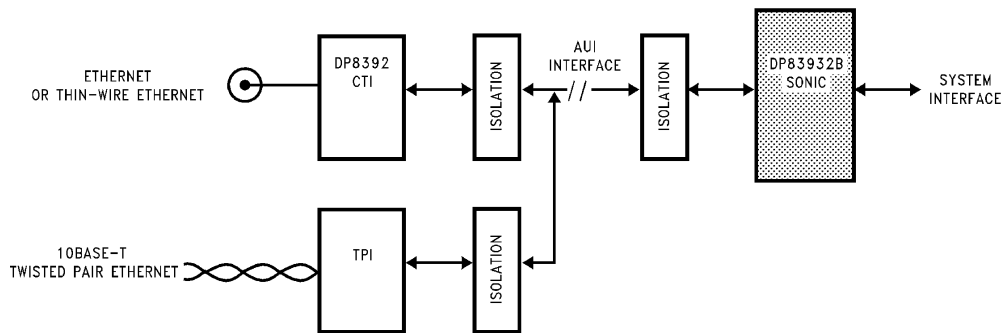 ETHERNET
OR THIN-WIRE ETHERNET
DP8392
CTI
ISOLATION
AUI
INTERFACE
ISOLATION
DP83932B
SONIC
SYSTEM
INTERFACE
10BASE-T
TWISTED PAIR ETHERNET
TPI
ISOLATION